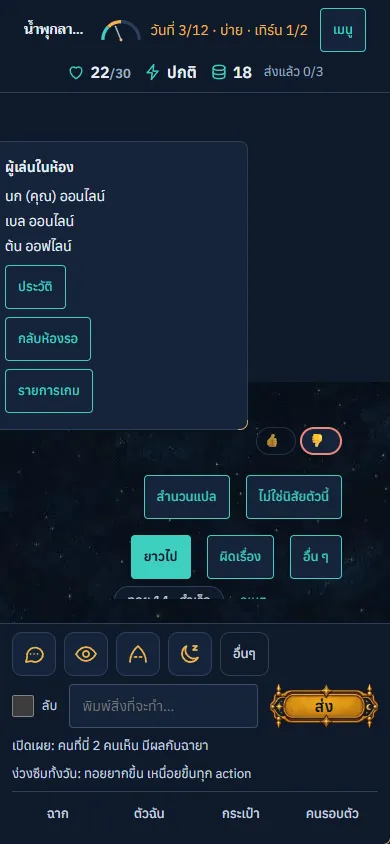 น้ำพุกลา...
วันที่ 3/12 · บ่าย · เทิร์น 1/2
เมนู
22/30 ปกติ 18 ส่งแล้ว 0/3
ผู้เล่นในห้อง
นก (คุณ) ออนไลน์
เบล ออนไลน์
ต้น ออฟไลน์
ประวัติ
กลับห้องรอ
รายการเกม
สำนวนแปล ไม่ใช่นิสัยตัวนี้
ยาวไป ผิดเรื่อง อื่น ๆ
อื่นๆ
ลับ พิมพ์สิ่งที่จะทำ... ส่ง
เปิดเผย: คนที่นี่ 2 คนเห็น มีผลกับฉายา
ง่วงซึมทั้งวัน: ทอยยากขึ้น เหนื่อยขึ้นทุก action
ฉาก ตัวฉัน กระเป๋า คนรอบตัว